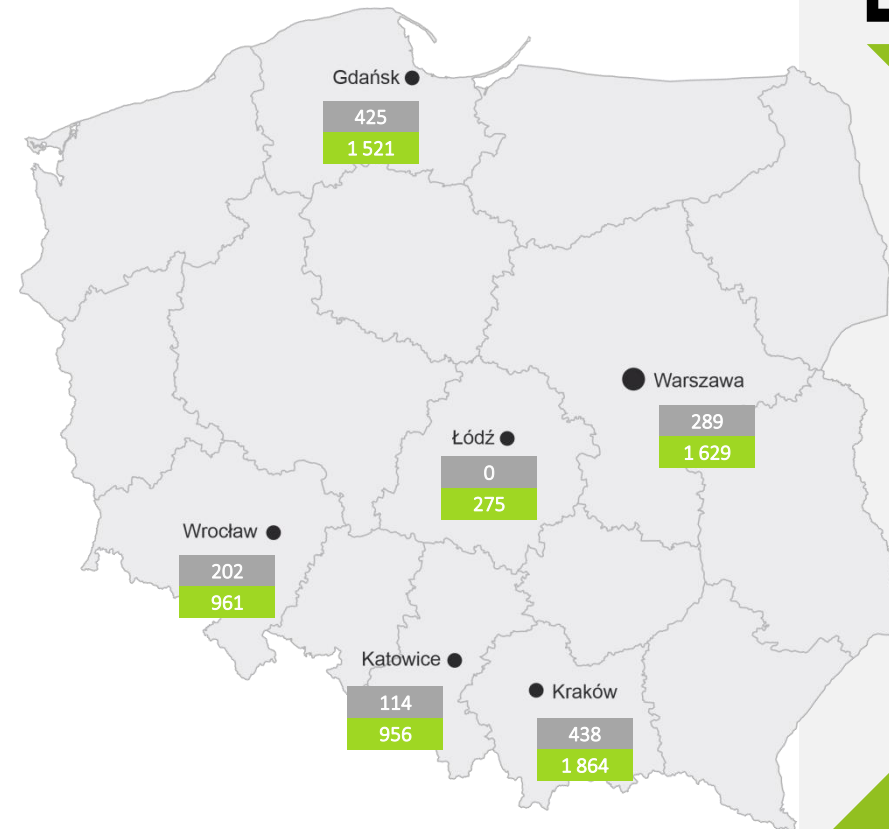 Gdańsk
425
1 521
Warszawa
289
1 629
Łódź
0
275
Wrocław
202
961
Katowice
114
956
Kraków
438
1 864